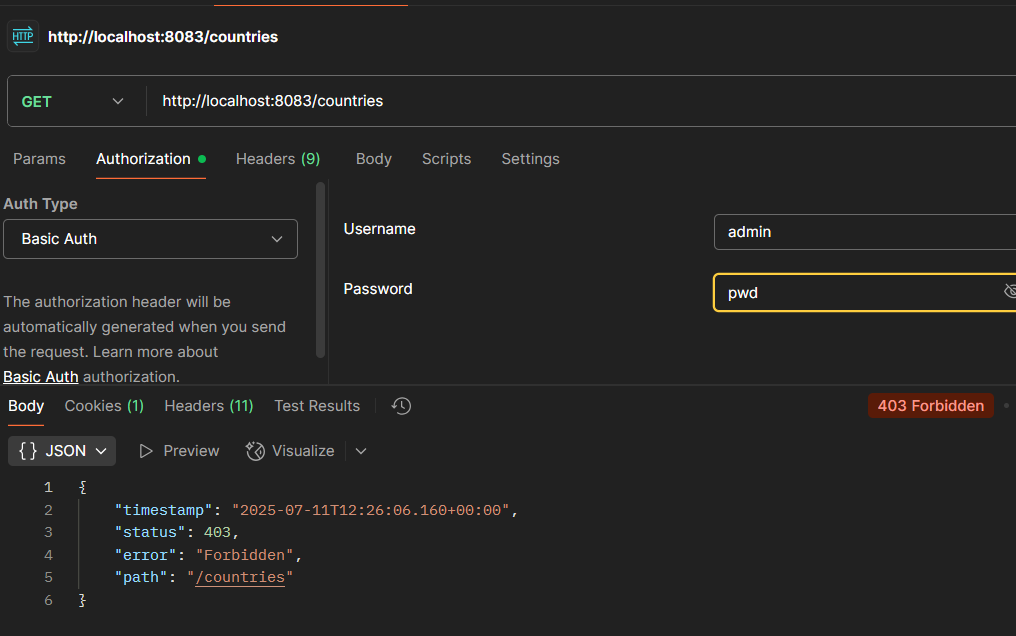 HTTP http://localhost:8083/countries
GET http://localhost:8083/countries
Params Authorization Headers (9) Body Scripts Settings
Auth Type
Basic Auth
The authorization header will be
automatically generated when you send
the request. Learn more about
Basic Auth authorization.
Username admin
Password pwd
Body Cookies (1) Headers (11) Test Results 403 Forbidden
{} JSON Preview Visualize
1 {
2 "timestamp": "2025-07-11T12:26:06.160+00:00",
3 "status": 403,
4 "error": "Forbidden",
5 "path": "/countries"
6 }